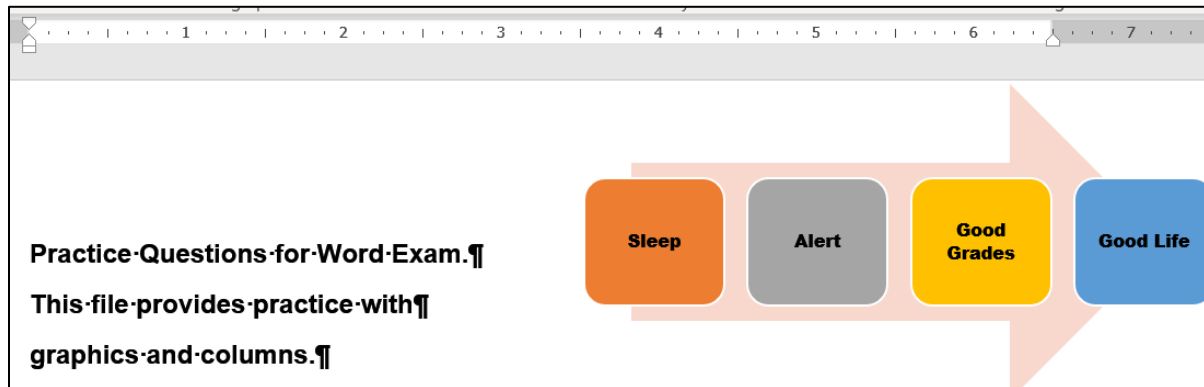 1 2 3 4 5 6 7
Practice·Questions·for·Word·Exam.¶
This·file·provides·practice·with¶
graphics·and·columns.¶
Sleep
Alert
Good
Grades
Good Life